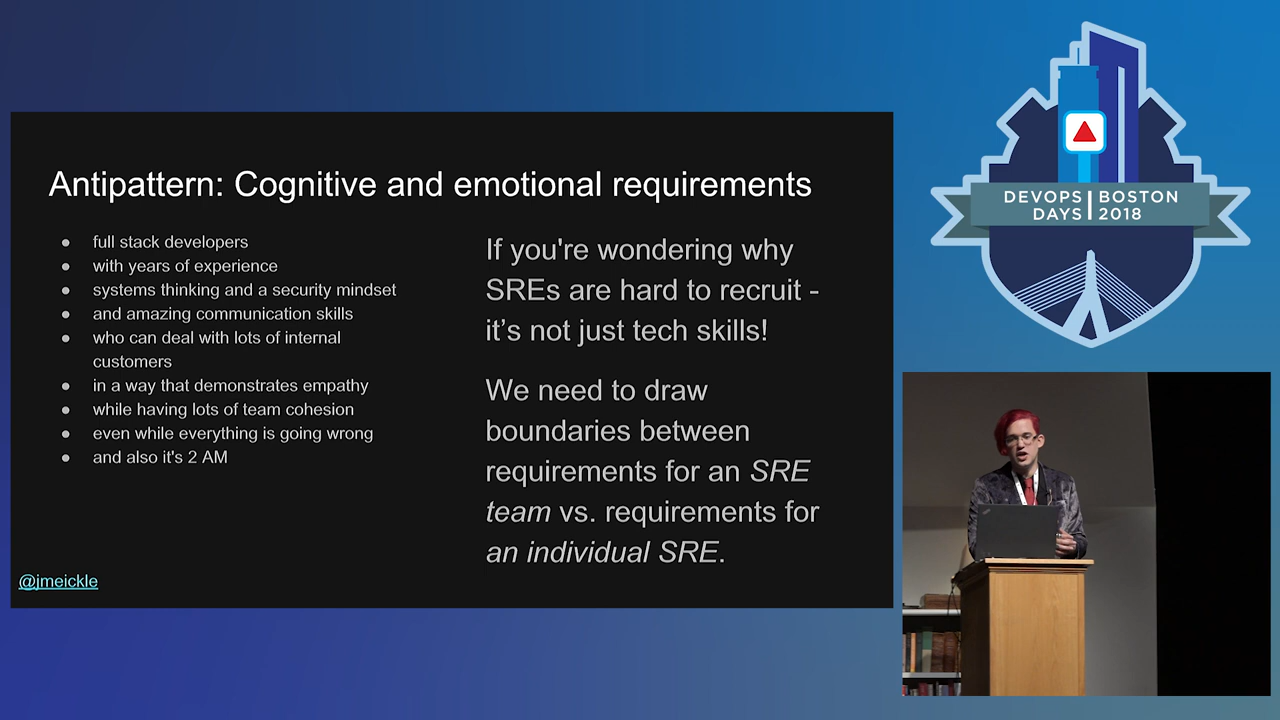 Antipattern: Cognitive and emotional requirements
● full stack developers
● with years of experience
● systems thinking and a security mindset
● and amazing communication skills
● who can deal with lots of internal
customers
● in a way that demonstrates empathy
● while having lots of team cohesion
● even while everything is going wrong
● and also it's 2 AM
If you're wondering why
SREs are hard to recruit -
it’s not just tech skills!
We need to draw
boundaries between
requirements for an SRE
team vs. requirements for
an individual SRE.
@jmeickle
DEVOPS | BOSTON
DAYS | 2018